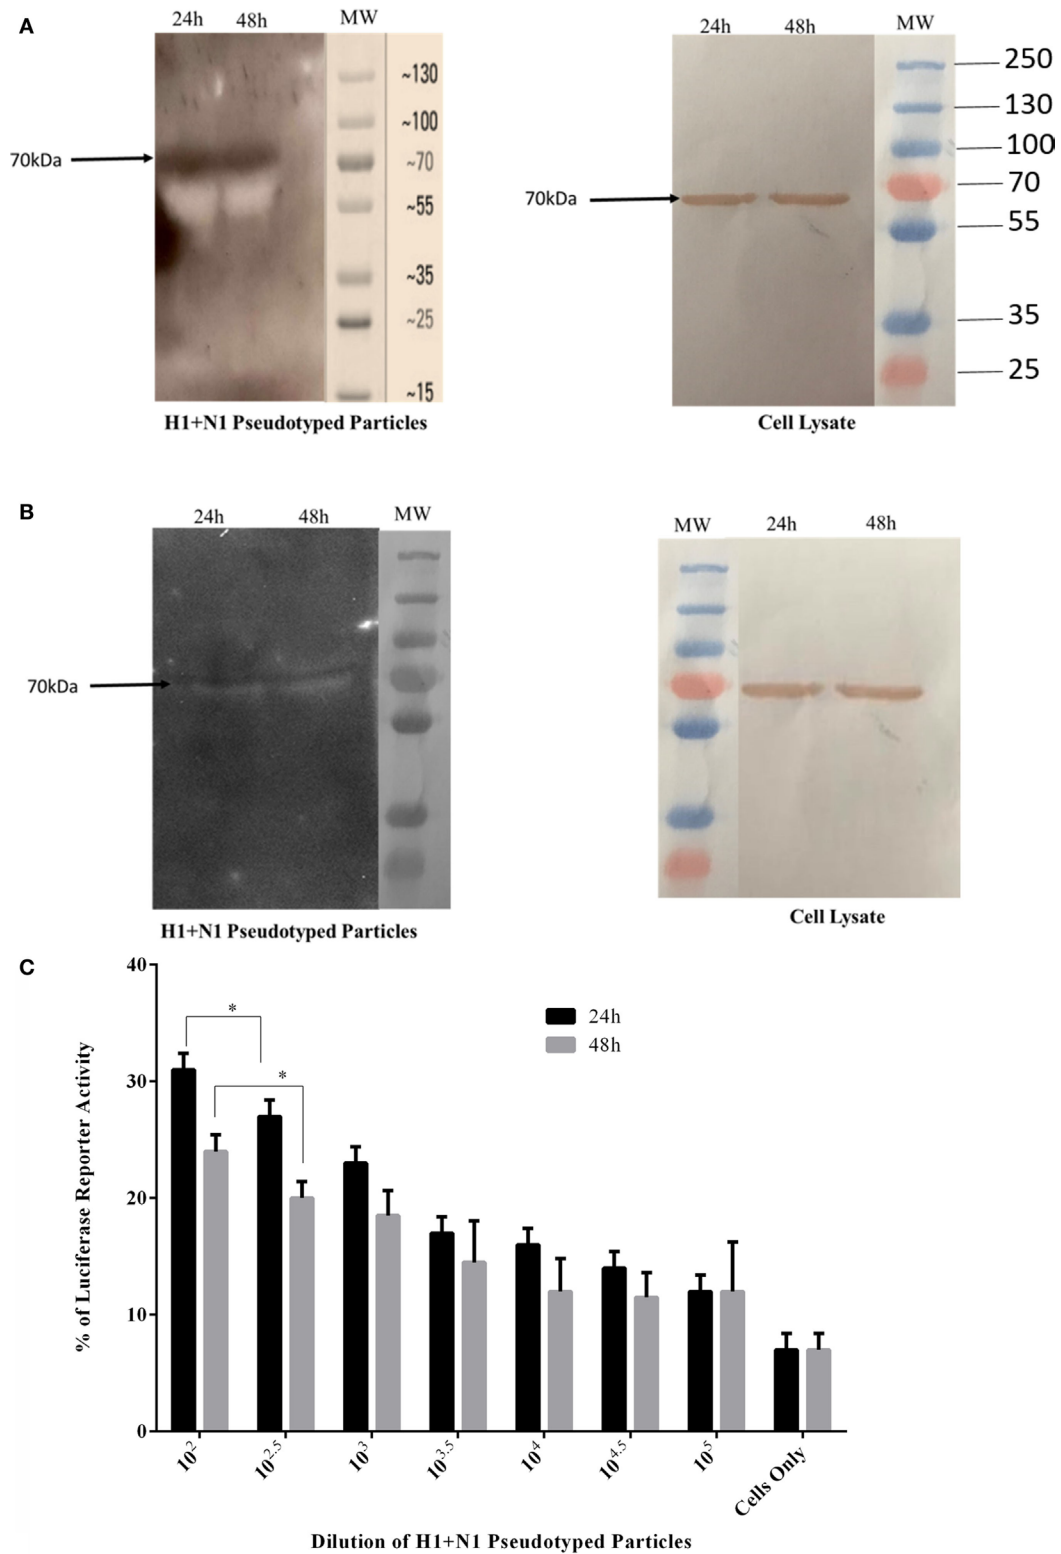 A
24h 48h MW
~130
~100
70kDa
~70
~55
~35
~25
~15
H1+N1 Pseudotyped Particles
24h 48h MW
250
130
100
70
70kDa
55
35
25
Cell Lysate
B
24h 48h MW
70kDa
H1+N1 Pseudotyped Particles
MW 24h 48h
Cell Lysate
C
40
30
20
10
0
% of Luciferase Reporter Activity
*
*
24h
48h
10^2
10^2.5
10^3
10^3.5
10^4
10^4.5
10^-5
Cells Only
Dilution of H1+N1 Pseudotyped Particles